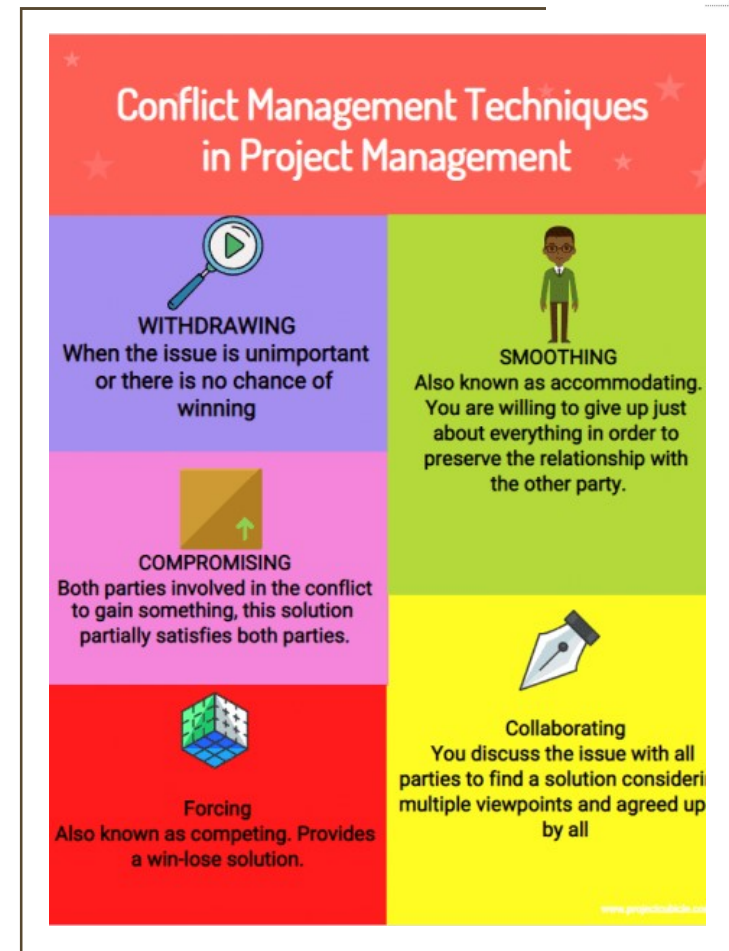 Conflict Management Techniques
in Project Management
WITHDRAWING
When the issue is unimportant
or there is no chance of
winning
SMOOTHING
Also known as accommodating.
You are willing to give up just
about everything in order to
preserve the relationship with
the other party.
COMPROMISING
Both parties involved in the conflict
to gain something, this solution
partially satisfies both parties.
Forcing
Also known as competing. Provides
a win-lose solution.
Collaborating
You discuss the issue with all
parties to find a solution considerin
multiple viewpoints and agreed up
by all